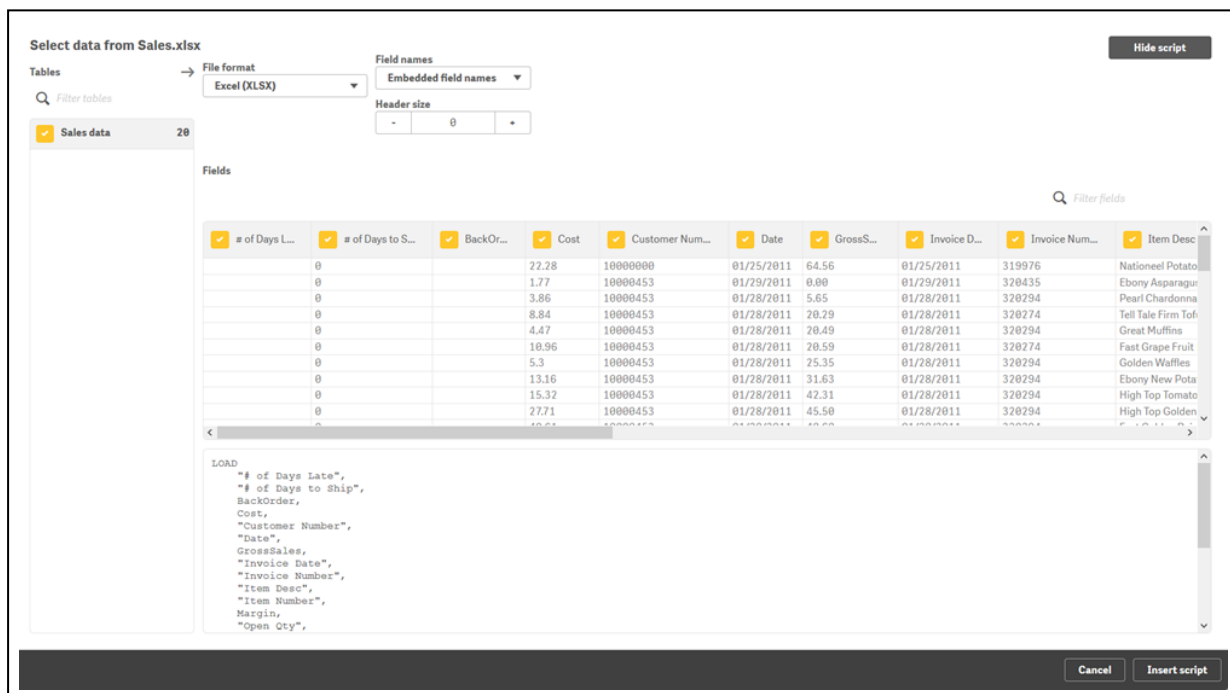 Select data from Sales.xlsx
Hide script
Tables
File format
Field names
Excel (XLSX)
Embedded field names
Filter tables
Header size
- 0 +
Sales data 20
Fields
Filter fields
# of Days L... # of Days to S... BackOr... Cost Customer Num... Date GrossS... Invoice D... Invoice Num... Item Desc
0 22.28 10000000 01/25/2011 64.56 01/25/2011 319976 Nationeel Potato
0 1.77 10000453 01/29/2011 0.00 01/29/2011 320435 Ebony Asparagus
0 3.86 10000453 01/28/2011 5.65 01/28/2011 320294 Pearl Chardonna
0 8.84 10000453 01/28/2011 20.29 01/28/2011 320274 Tell Tale Firm Tof
0 4.47 10000453 01/28/2011 20.49 01/28/2011 320294 Great Muffins
0 10.96 10000453 01/28/2011 20.59 01/28/2011 320274 Fast Grape Fruit
0 5.3 10000453 01/28/2011 25.35 01/28/2011 320294 Golden Waffles
0 13.16 10000453 01/28/2011 31.63 01/28/2011 320294 Ebony New Pota
0 15.32 10000453 01/28/2011 42.31 01/28/2011 320294 High Top Tomato
0 27.71 10000453 01/28/2011 45.50 01/28/2011 320294 High Top Golden
LOAD
"# of Days Late",
"# of Days to Ship",
BackOrder,
Cost,
"Customer Number",
"Date",
GrossSales,
"Invoice Date",
"Invoice Number",
"Item Desc",
"Item Number",
Margin,
"Open Qty",
Cancel
Insert script